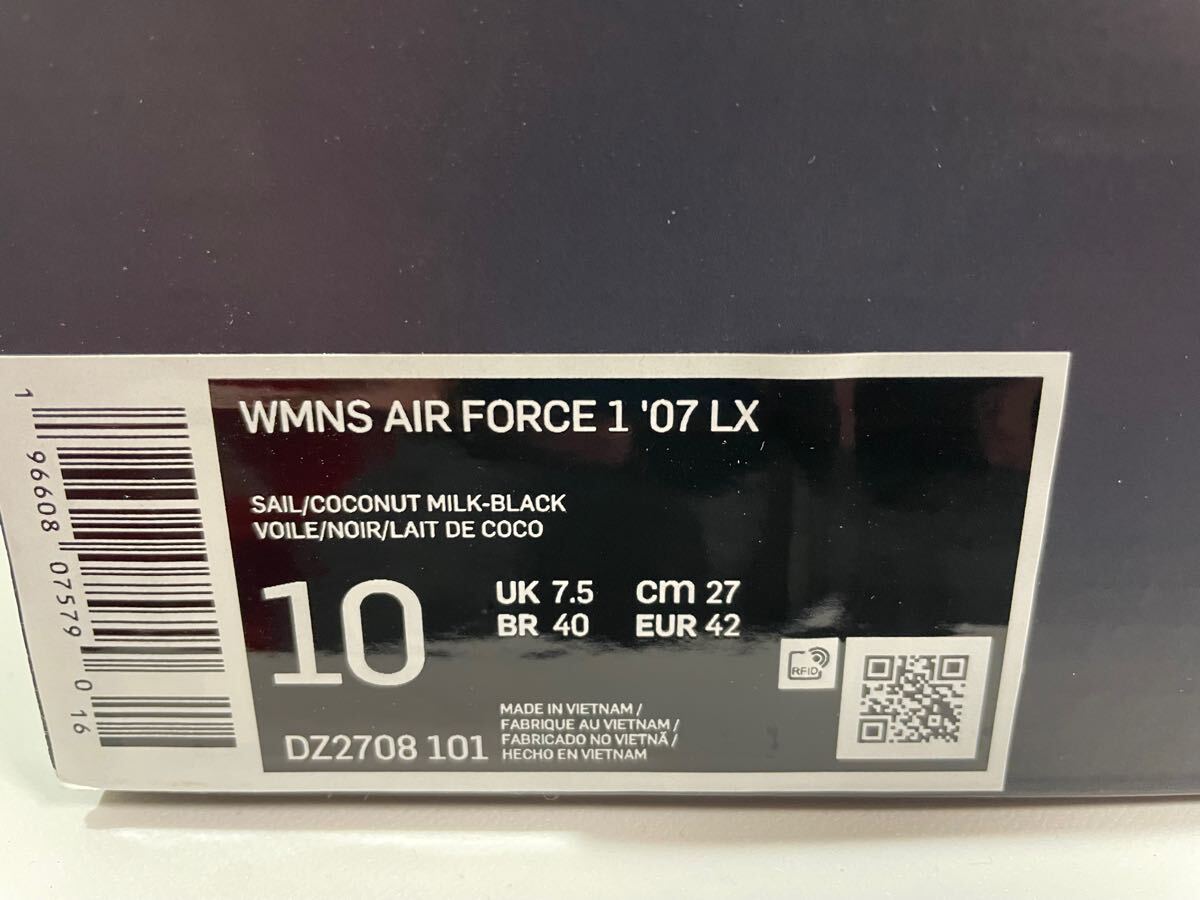 WMNS AIR FORCE 1 '07 LX
SAIL/COCONUT MILK-BLACK
VOILE/NOIR/LAIT DE COCO
10
UK 7.5 cm 27
BR 40 EUR 42
RFID
MADE IN VIETNAM /
FABRIQUE AU VIETNAM /
FABRICADO NO VIETNÃ /
HECHO EN VIETNAM
DZ2708 101
1 96608 07579 0 16